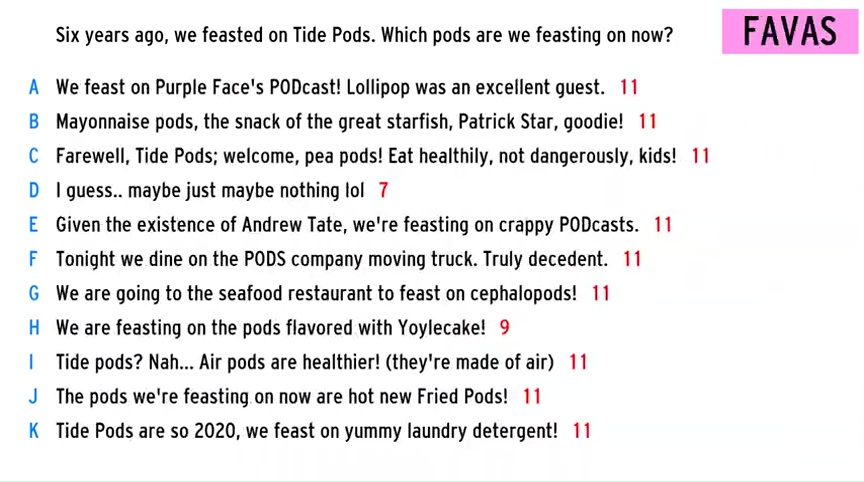 Six years ago, we feasted on Tide Pods. Which pods are we feasting on now?
FAVAS
A We feast on Purple Face's PODcast! Lollipop was an excellent guest. 11
B Mayonnaise pods, the snack of the great starfish, Patrick Star, goodie! 11
C Farewell, Tide Pods; welcome, pea pods! Eat healthily, not dangerously, kids! 11
D I guess.. maybe just maybe nothing lol 7
E Given the existence of Andrew Tate, we're feasting on crappy PODcasts. 11
F Tonight we dine on the PODS company moving truck. Truly decedent. 11
G We are going to the seafood restaurant to feast on cephalopods! 11
H We are feasting on the pods flavored with Yoylecake! 9
I Tide pods? Nah... Air pods are healthier! (they're made of air) 11
J The pods we're feasting on now are hot new Fried Pods! 11
K Tide Pods are so 2020, we feast on yummy laundry detergent! 11